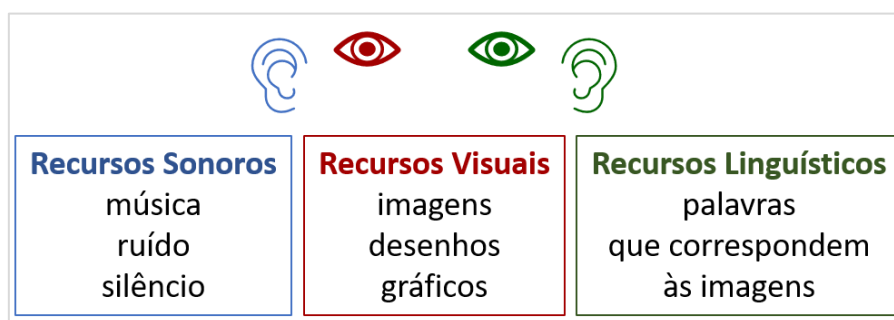 Recursos Sonoros
música
ruído
silêncio
Recursos Visuais
imagens
desenhos
gráficos
Recursos Linguísticos
palavras
que correspondem
às imagens